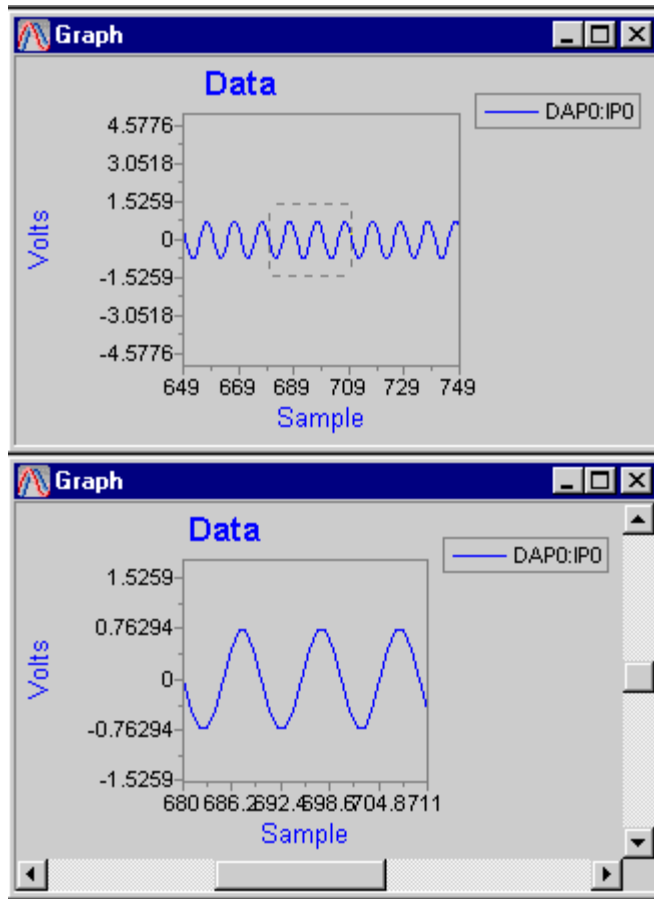 Graph
Data
DAP0:IP0
4.5776
3.0518
1.5259
0
-1.5259
-3.0518
-4.5776
Volts
649 669 689 709 729 749
Sample
Graph
Data
DAP0:IP0
1.5259
0.76294
0
-0.76294
-1.5259
Volts
680 686.2 692.4 698.6 704.8 711
Sample